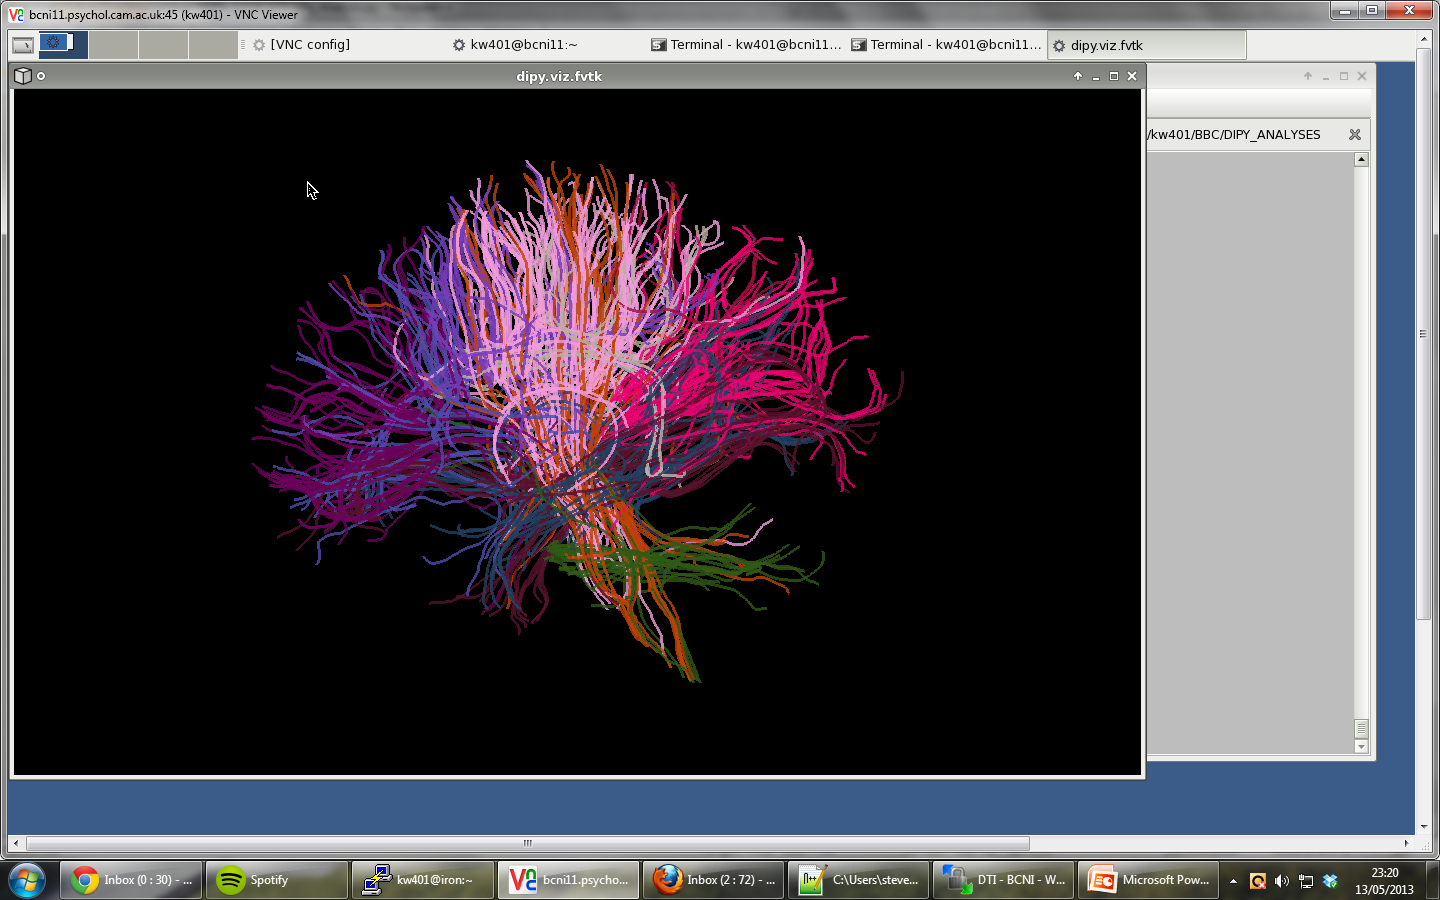 bcni11.psychol.cam.ac.uk:45 (kw401) - VNC Viewer
[VNC config]
kw401@bcni11:~
Terminal - kw401@bcni11...
Terminal - kw401@bcni11...
dipy.viz.fvtk
dipy.viz.fvtk
/kw401/BBC/DIPY_ANALYSES
Inbox (0 : 30) - ...
Spotify
kw401@iron:~
bcni11.psycho...
Inbox (2 : 72) - ...
C:\Users\steve...
DTI - BCNI - W...
Microsoft Pow...
23:20
13/05/2013